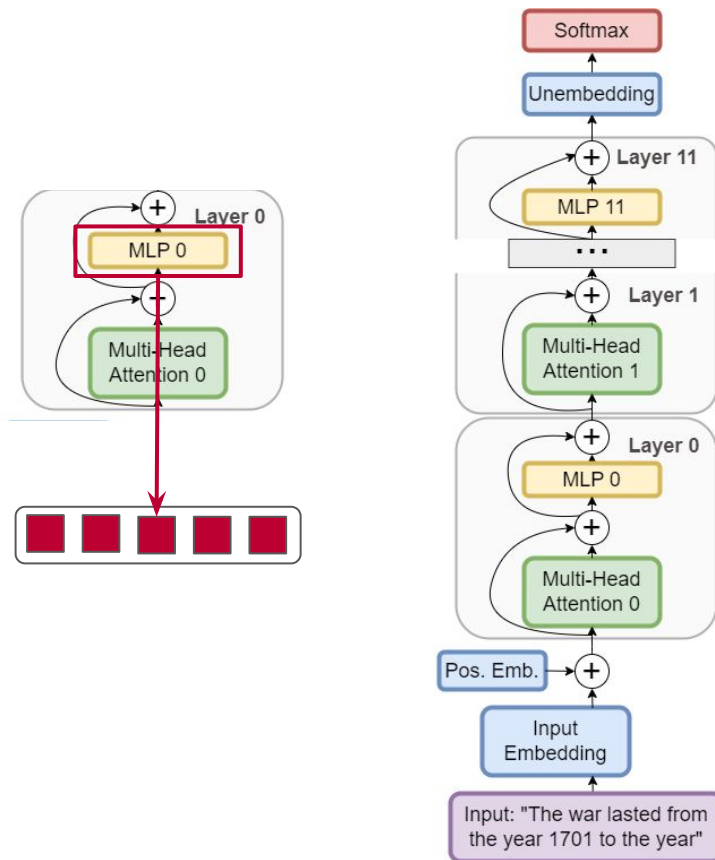 Layer 0
MLP 0
Multi-Head
Attention 0
Softmax
Unembedding
Layer 11
MLP 11
...
Layer 1
Multi-Head
Attention 1
Layer 0
MLP 0
Multi-Head
Attention 0
Pos. Emb.
Input
Embedding
Input: "The war lasted from
the year 1701 to the year"